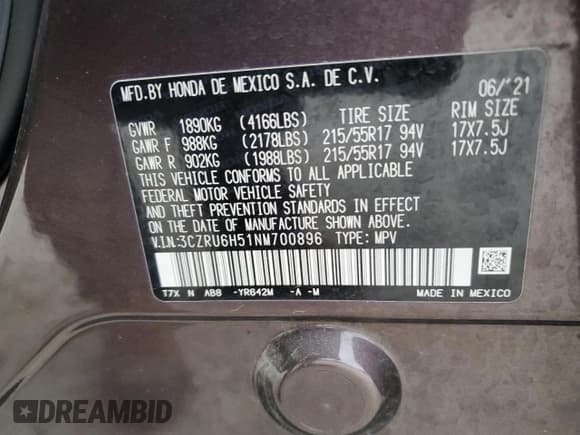 MFD.BY HONDA DE MEXICO S.A. DE C.V. 06/'21
GVWR 1890KG (4166LBS) TIRE SIZE RIM SIZE
GAWR F 988KG (2178LBS) 215/55R17 94V 17X7.5J
GAWR R 902KG (1988LBS) 215/55R17 94V 17X7.5J
THIS VEHICLE CONFORMS TO ALL APPLICABLE
FEDERAL MOTOR VEHICLE SAFETY
AND THEFT PREVENTION STANDARDS IN EFFECT
ON THE DATE OF MANUFACTURE SHOWN ABOVE.
V.I.N:3CZRU6H51NM700896 TYPE: MPV
T7X N AB8 -YR642M -A -M MADE IN MEXICO
DREAMBID